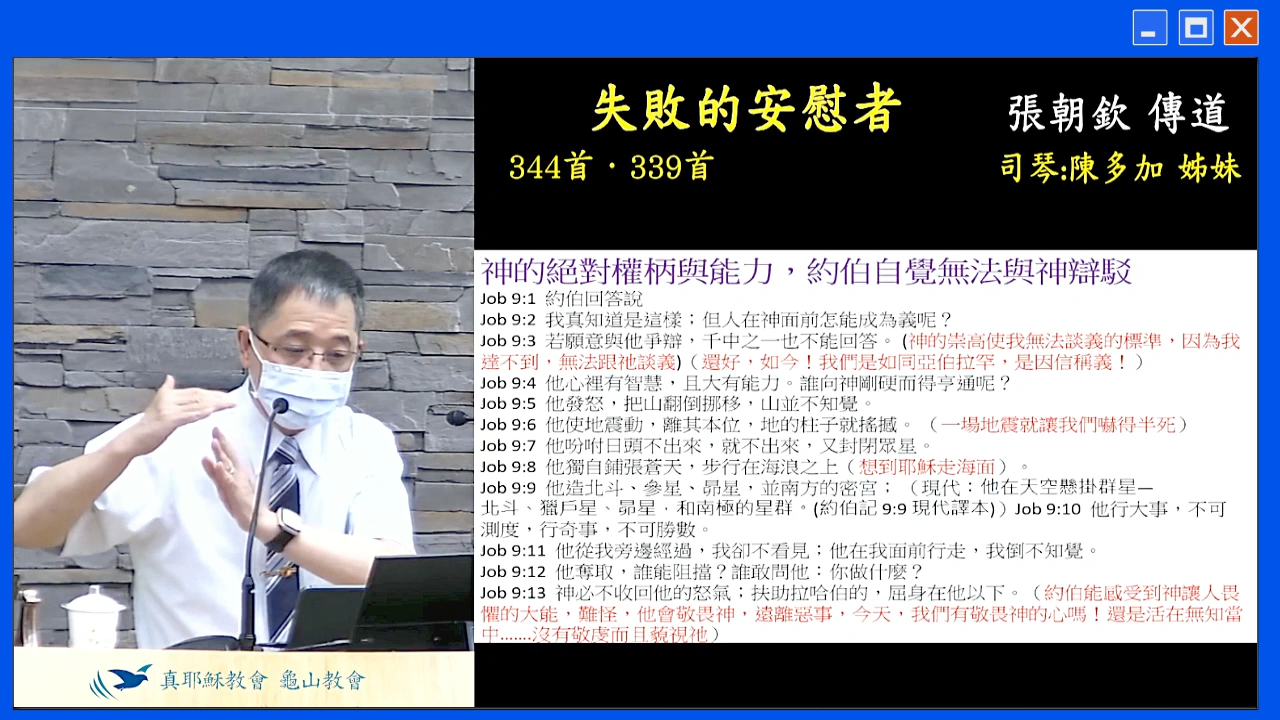 失敗的安慰者
張朝欽 傳道
344首·339首
司琴:陳多加 姊妹
神的絕對權柄與能力，約伯自覺無法與神辯駁
Job 9:1 約伯回答說
Job 9:2 我真知道是這樣；但人在神面前怎能成為義呢？
Job 9:3 若願意與他爭辯，千中之一也不能回答。(神的崇高使我無法談義的標準，因為我
達不到，無法跟祂談義)（還好，如今！我們是如同亞伯拉罕，是因信稱義！）
Job 9:4 他心裡有智慧，且大有能力。誰向神剛硬而得亨通呢？
Job 9:5 他發怒，把山翻倒挪移，山並不知覺。
Job 9:6 他使地震動，離其本位，地的柱子就搖撼。（一場地震就讓我們嚇得半死）
Job 9:7 他吩咐日頭不出來，就不出來，又封閉眾星。
Job 9:8 他獨自鋪張蒼天，步行在海浪之上（想到耶穌走海面）。
Job 9:9 他造北斗、參星、昴星，並南方的密宮；（現代：他在天空懸掛群星—
北斗、獵戶星、昴星，和南極的星群。(約伯記 9:9 現代譯本)）Job 9:10 他行大事，不可
測度，行奇事，不可勝數。
Job 9:11 他從我旁邊經過，我卻不看見；他在我面前行走，我倒不知覺。
Job 9:12 他奪取，誰能阻擋？誰敢問他：你做什麼？
Job 9:13 神必不收回他的怒氣；扶助拉哈伯的，屈身在他以下。（約伯能感受到神讓人畏
懼的大能，難怪，他會敬畏神，遠離惡事，今天，我們有敬畏神的心嗎！還是活在無知當
中.......沒有敬虔而且藐視祂）
真耶穌教會 龜山教會